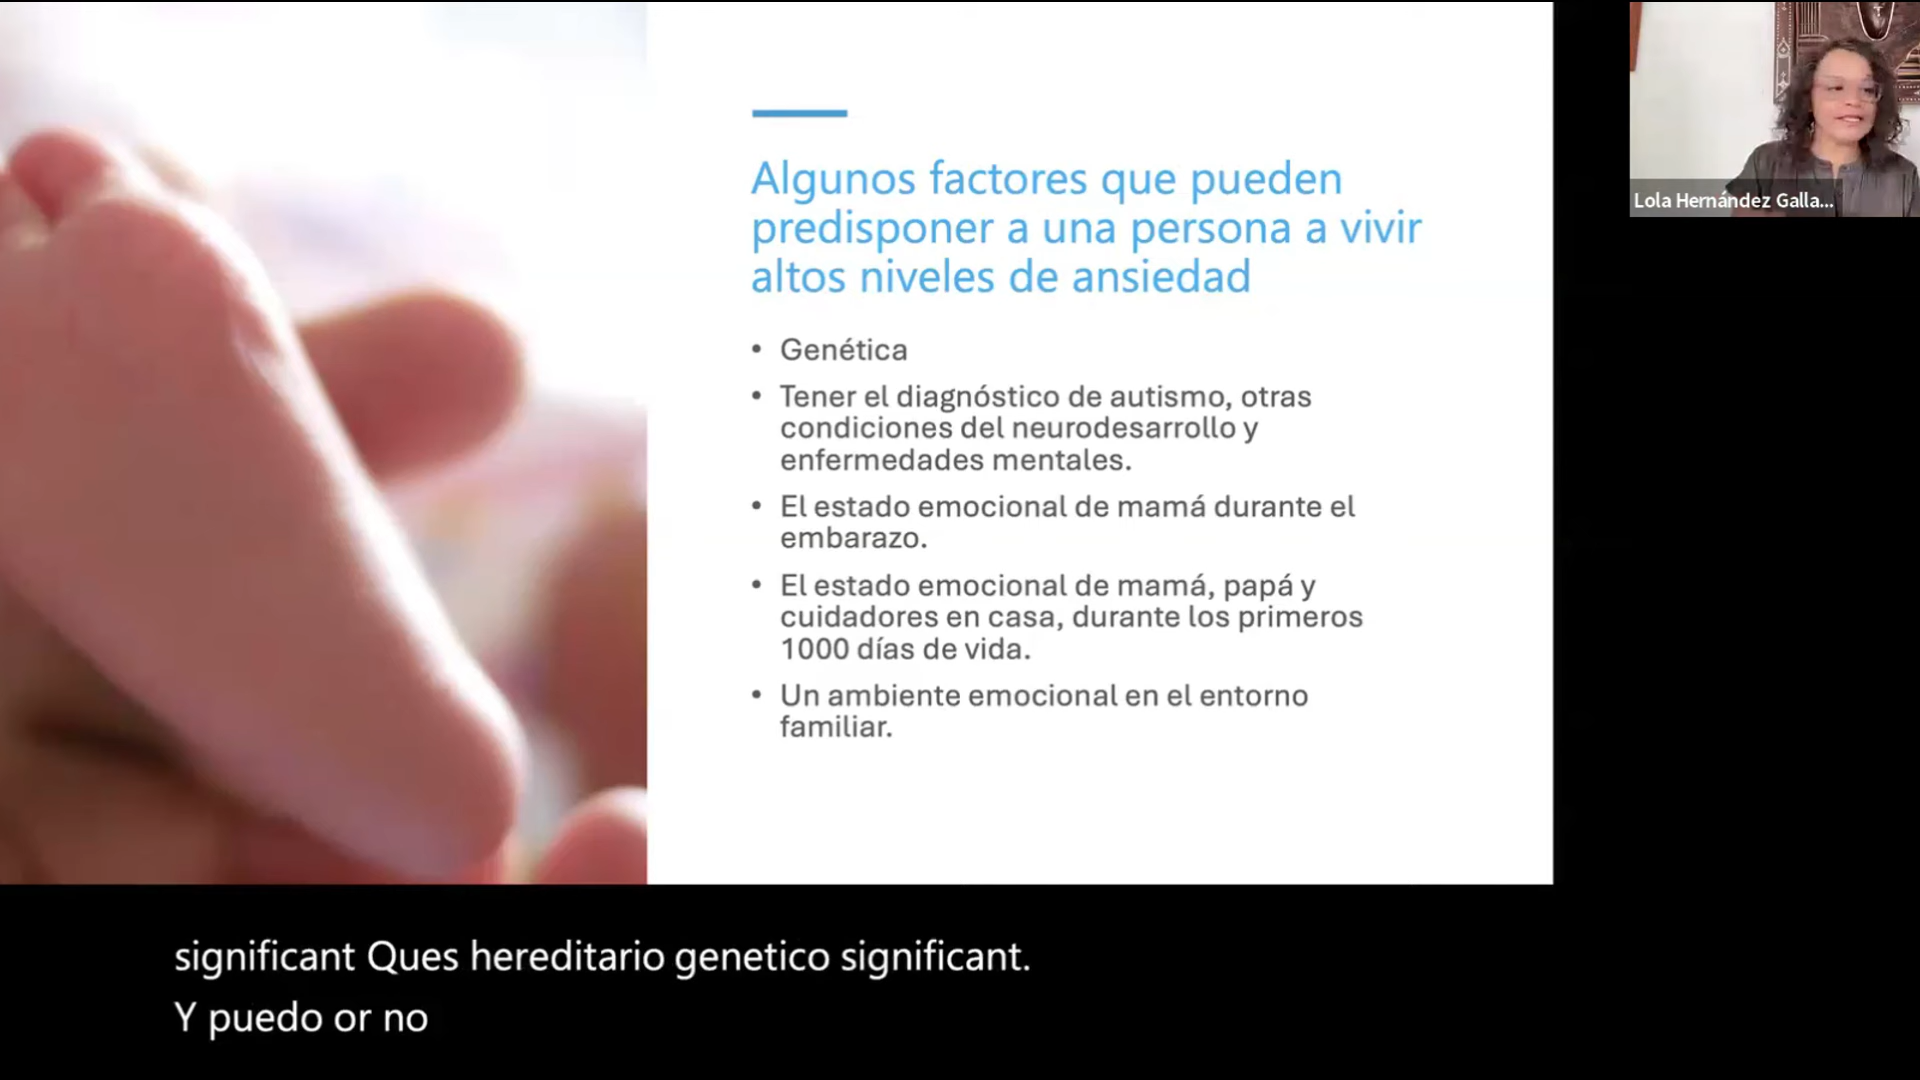 Algunos factores que pueden
predisponer a una persona a vivir
altos niveles de ansiedad
• Genética
• Tener el diagnóstico de autismo, otras
condiciones del neurodesarrollo y
enfermedades mentales.
• El estado emocional de mamá durante el
embarazo.
• El estado emocional de mamá, papá y
cuidadores en casa, durante los primeros
1000 días de vida.
• Un ambiente emocional en el entorno
familiar.
Lola Hernández Galla...
significant Ques hereditario genetico significant.
Y puedo or no